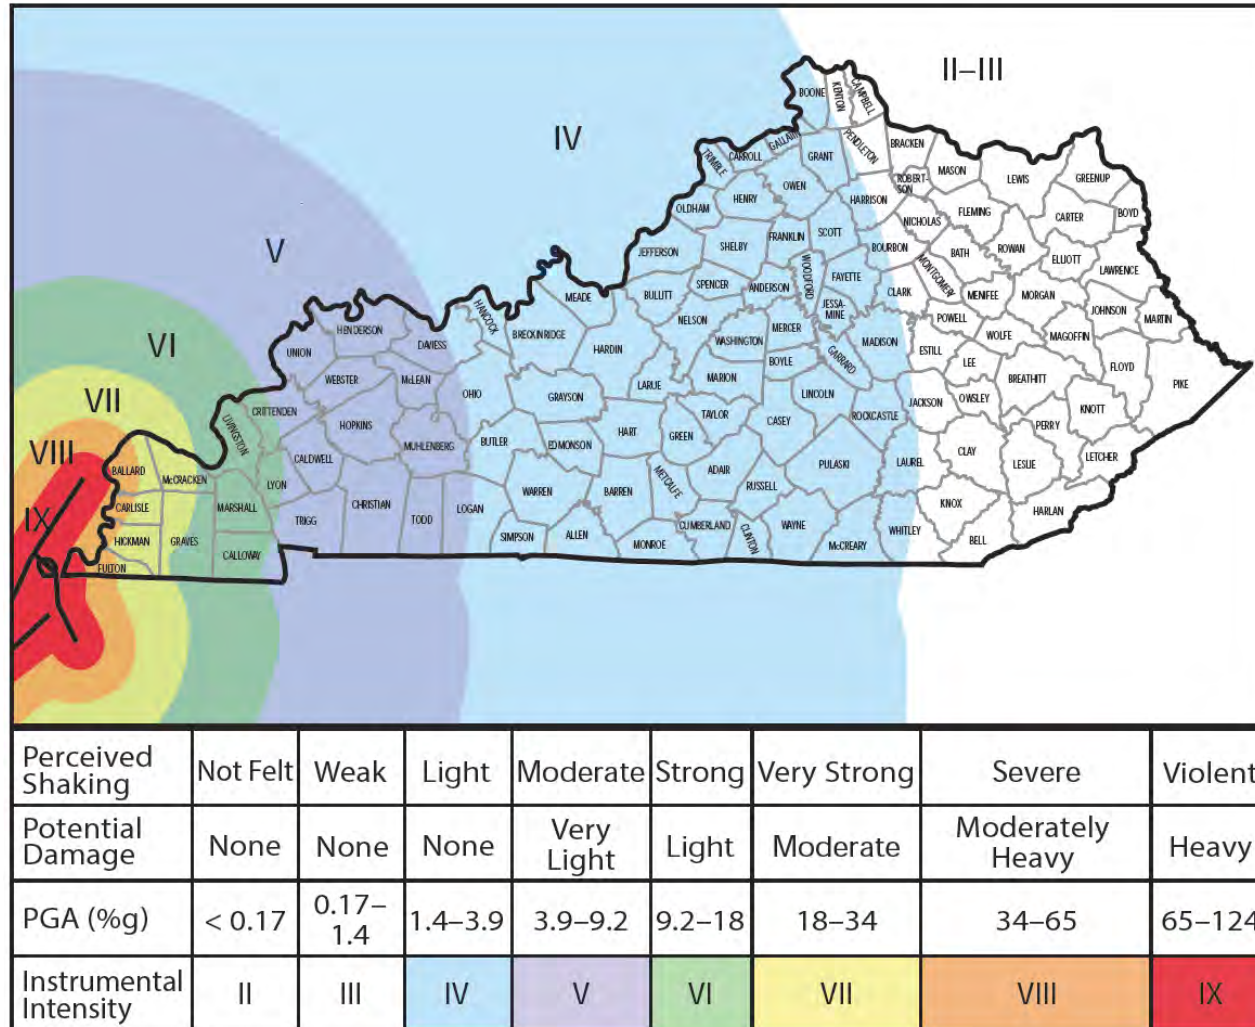 II–III
IV
V
VI
VII
VIII
IX
BOONE
KENTON
CAMPBELL
GALLATIN
PENDLETON
BRACKEN
TRIMBLE
CARROLL
GRANT
MASON
LEWIS
GREENUP
ROBERT-
SON
OWEN
HENRY
HARRISON
OLDHAM
NICHOLAS
FLEMING
CARTER
BOYD
SCOTT
FRANKLIN
SHELBY
JEFFERSON
BOURBON
BATH
ROWAN
ELLIOTT
LAWRENCE
WOODFORD
FAYETTE
MONTGOMERY
CLARK
MENIFEE
MORGAN
MEADE
BULLITT
SPENCER
ANDERSON
JESSA-
MINE
POWELL
JOHNSON
MARTIN
HANCOCK
NELSON
MERCER
WOLFE
MAGOFFIN
HENDERSON
DAVIESS
BRECKINRIDGE
HARDIN
WASHINGTON
MADISON
ESTILL
UNION
BOYLE
GARRARD
LEE
FLOYD
WEBSTER
McLEAN
LARUE
MARION
BREATHITT
PIKE
OHIO
GRAYSON
LINCOLN
JACKSON
OWSLEY
CRITTENDEN
LIVINGSTON
TAYLOR
CASEY
ROCKCASTLE
KNOTT
HOPKINS
HART
GREEN
PERRY
MUHLENBERG
BUTLER
EDMONSON
CLAY
LETCHER
CALDWELL
ADAIR
PULASKI
LAUREL
LESLIE
BALLARD
McCRACKEN
LYON
METCALFE
RUSSELL
WARREN
BARREN
CARLISLE
MARSHALL
CHRISTIAN
LOGAN
KNOX
HARLAN
TRIGG
TODD
CUMBERLAND
WAYNE
WHITLEY
HICKMAN
GRAVES
SIMPSON
ALLEN
MONROE
CLINTON
McCREARY
BELL
CALLOWAY
FULTON
Perceived Shaking Not Felt Weak Light Moderate Strong Very Strong Severe Violent
Potential Damage None None None Very Light Light Moderate Moderately Heavy Heavy
PGA (%g) < 0.17 0.17–1.4 1.4–3.9 3.9–9.2 9.2–18 18–34 34–65 65–124
Instrumental Intensity II III IV V VI VII VIII IX